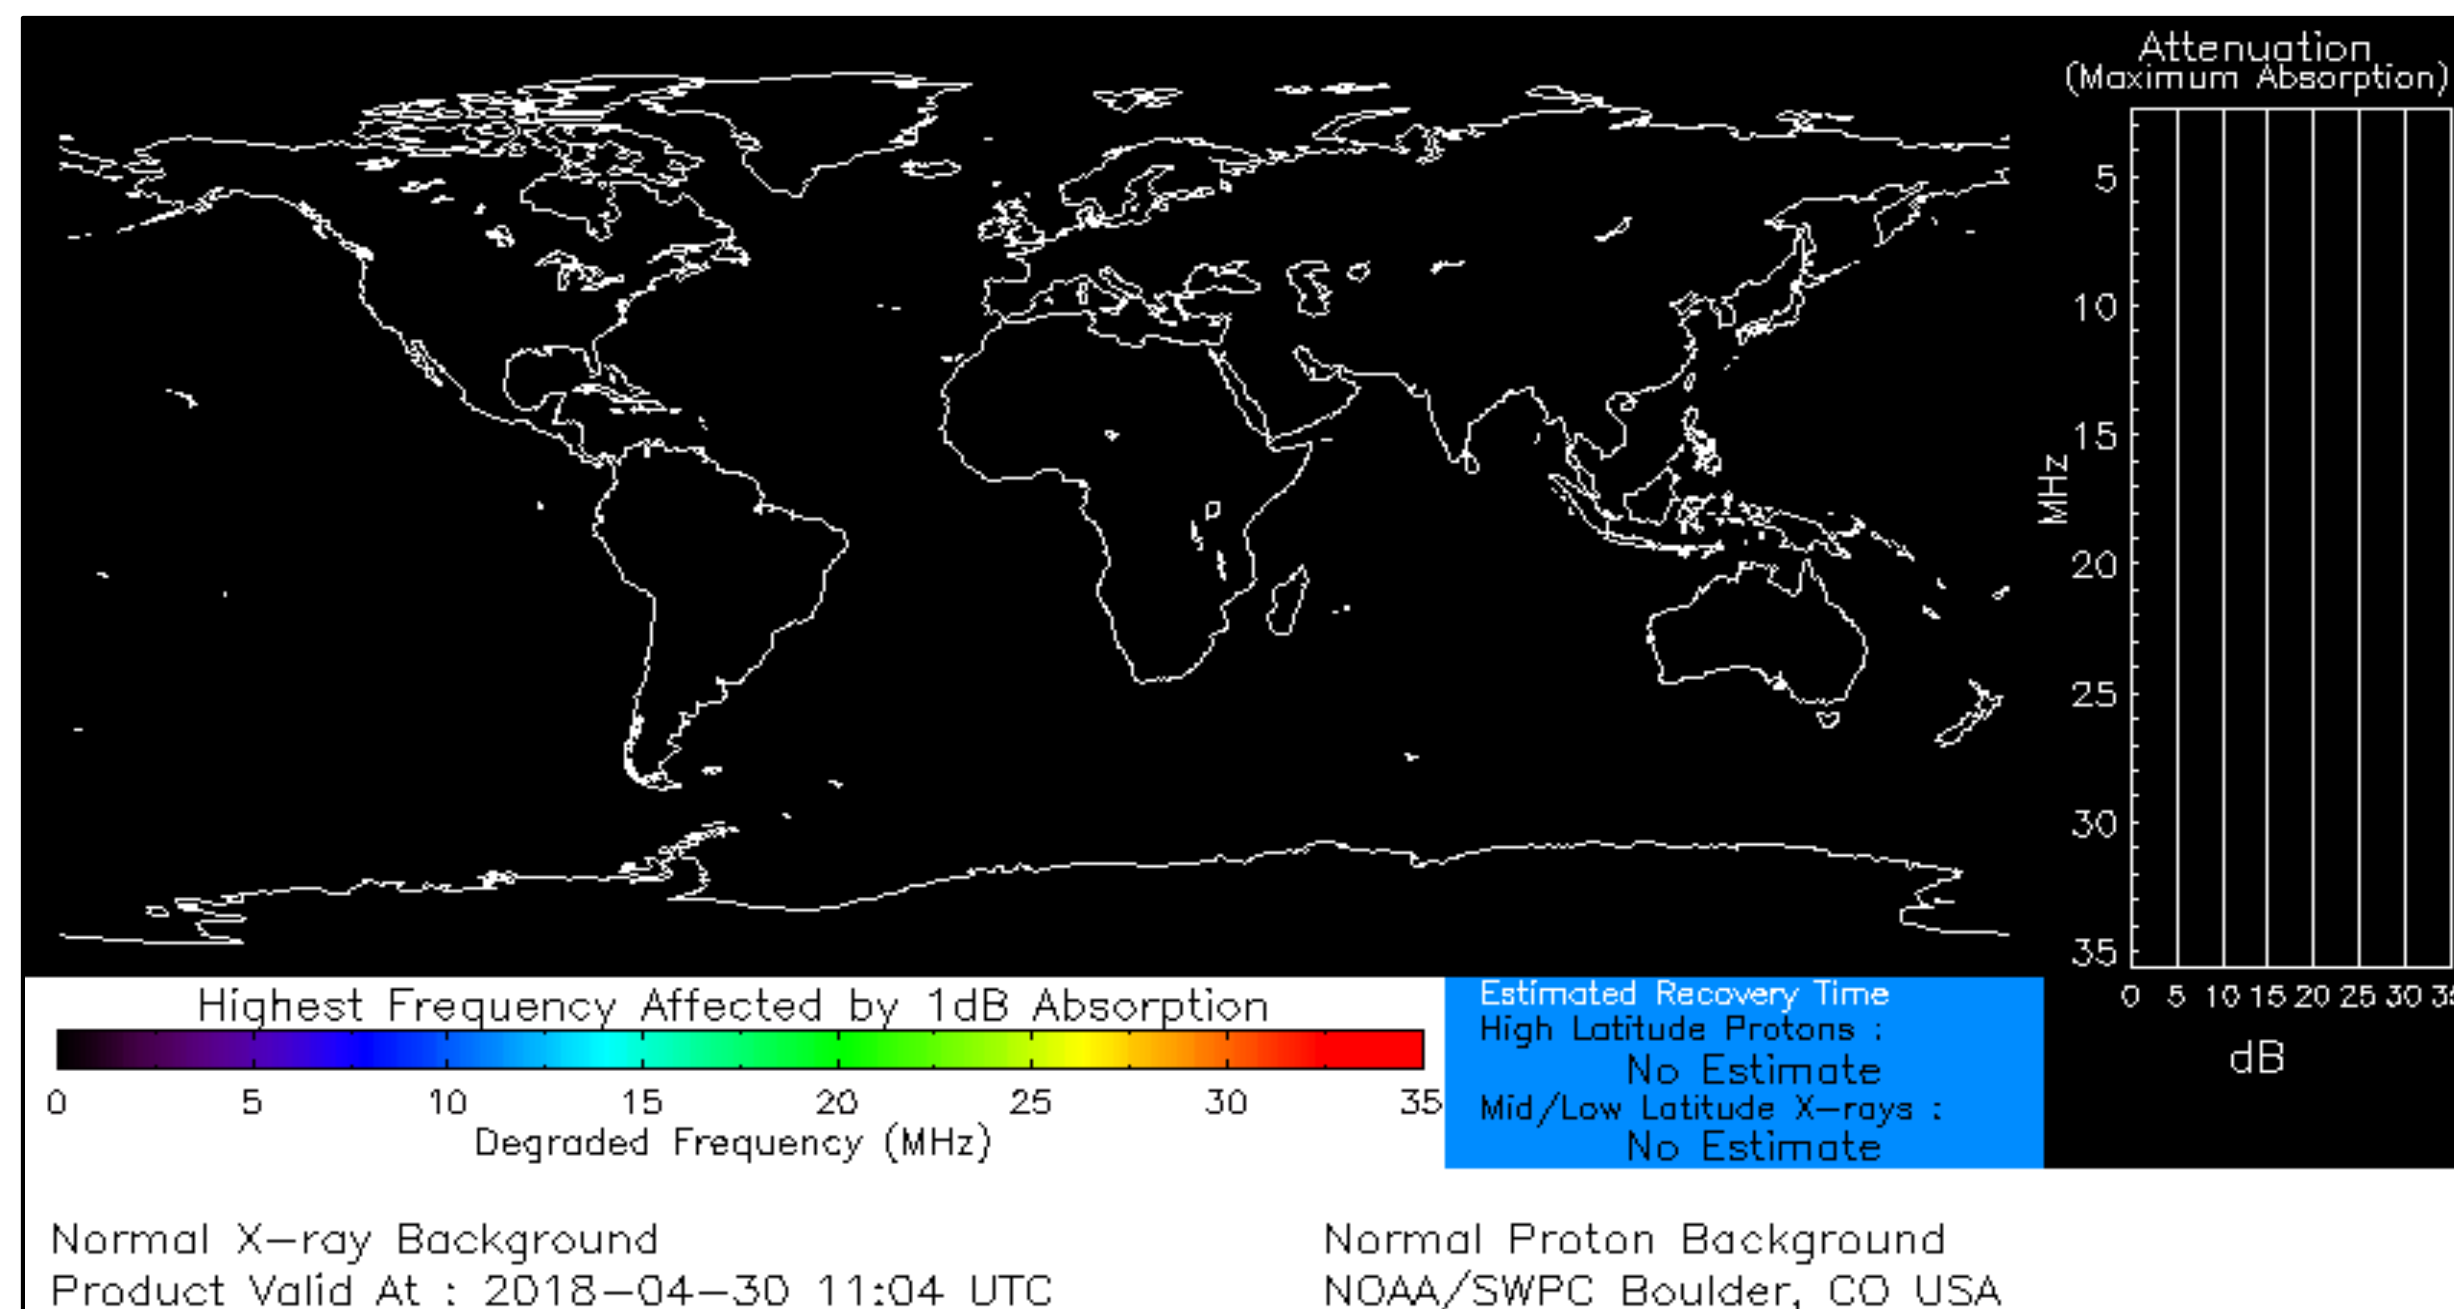 Attenuation
(Maximum Absorption)
5
10
15
20
25
30
35
MHz
0 5 10 15 20 25 30
dB
Highest Frequency Affected by 1dB Absorption
0 5 10 15 20 25 30 35
Degraded Frequency (MHz)
Estimated Recovery Time
High Latitude Protons :
No Estimate
Mid/Low Latitude X-rays :
No Estimate
Normal X-ray Background
Normal Proton Background
Product Valid At : 2018-04-30 11:04 UTC
NOAA/SWPC Boulder, CO USA